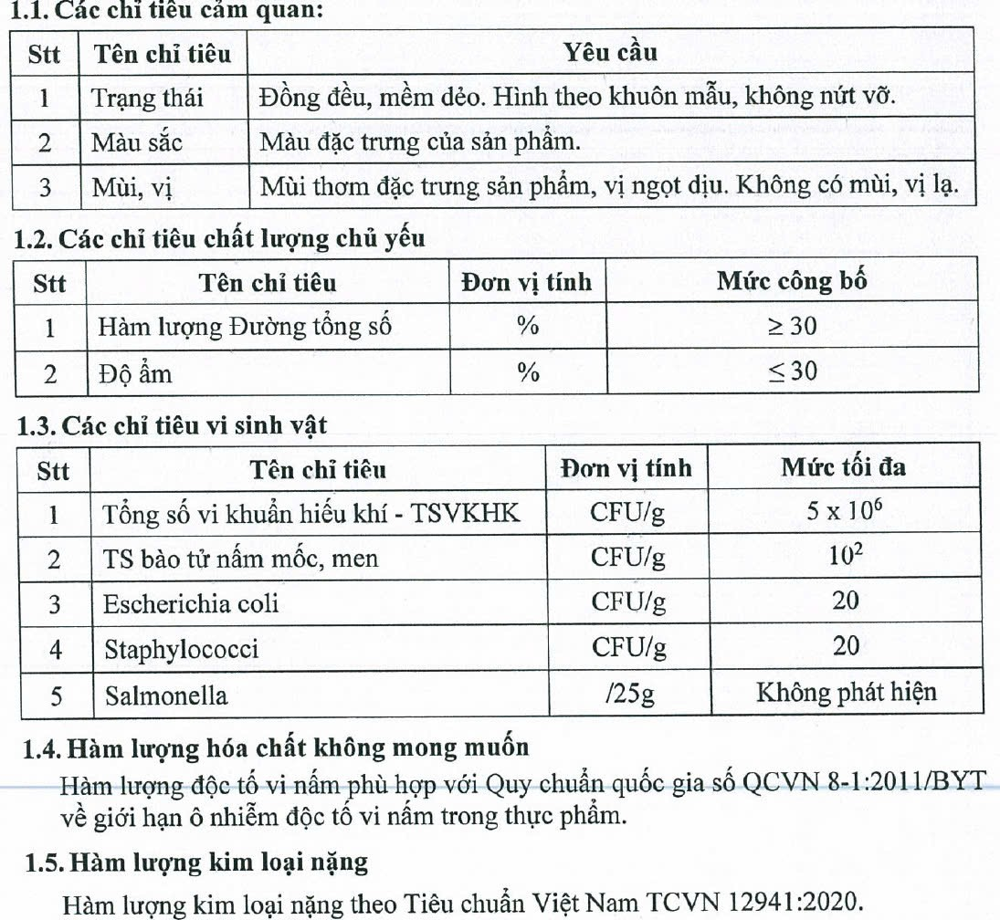 1.1. Các chỉ tiêu cảm quan:
Stt Tên chỉ tiêu Yêu cầu
1 Trạng thái Đồng đều, mềm dẻo. Hình theo khuôn mẫu, không nứt vỡ.
2 Màu sắc Màu đặc trưng của sản phẩm.
3 Mùi, vị Mùi thơm đặc trưng sản phẩm, vị ngọt dịu. Không có mùi, vị lạ.
1.2. Các chỉ tiêu chất lượng chủ yếu
Stt Tên chỉ tiêu Đơn vị tính Mức công bố
1 Hàm lượng Đường tổng số % ≥ 30
2 Độ ẩm % ≤ 30
1.3. Các chỉ tiêu vi sinh vật
Stt Tên chỉ tiêu Đơn vị tính Mức tối đa
1 Tổng số vi khuẩn hiếu khí - TSVKHK CFU/g 5 x 10⁶
2 TS bào tử nấm mốc, men CFU/g 10²
3 Escherichia coli CFU/g 20
4 Staphylococci CFU/g 20
5 Salmonella /25g Không phát hiện
1.4. Hàm lượng hóa chất không mong muốn
Hàm lượng độc tố vi nấm phù hợp với Quy chuẩn quốc gia số QCVN 8-1:2011/BYT
về giới hạn ô nhiễm độc tố vi nấm trong thực phẩm.
1.5. Hàm lượng kim loại nặng
Hàm lượng kim loại nặng theo Tiêu chuẩn Việt Nam TCVN 12941:2020.